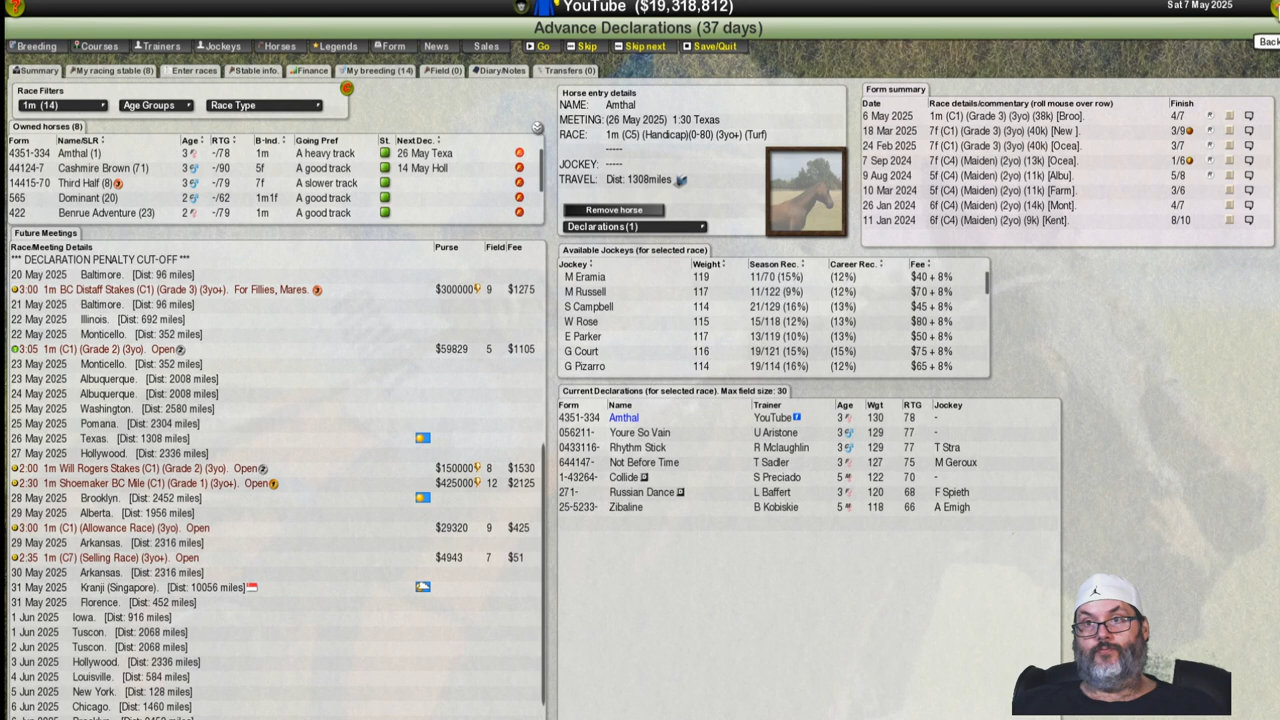 YouTube ($19,318,812)
Sat 7 May 2025
Advance Declarations (37 days)
Breeding Courses Trainers Jockeys Horses Legends Form News Sales Go Skip Skip next Save/Quit
Back
Summary My racing stable (8) Enter races Stable info. Finance My breeding (14) Field (0) Diary/Notes Transfers (0)
Race Filters
1m (14) Age Groups Race Type
Owned horses (8)
Form Name/SLR Age RTG B-Ind. Going Pref St. Next Dec.
4351-334 Amthal (1) 3 -/78 1m A heavy track 26 May Texa
44124-7 Cashmire Brown (71) 3 -/90 5f A good track 14 May Holl
14415-70 Third Half (8) 3 -/79 7f A slower track
565 Dominant (20) 2 -/62 1m1f A good track
422 Benrue Adventure (23) 2 -/79 1m A good track
Future Meetings
Race/Meeting Details Purse Field Fee
*** DECLARATION PENALTY CUT-OFF ***
20 May 2025 Baltimore. [Dist: 96 miles]
3:00 1m BC Distaff Stakes (C1) (Grade 3) (3yo+). For Fillies, Mares. $300000 9 $1275
21 May 2025 Baltimore. [Dist: 96 miles]
22 May 2025 Illinois. [Dist: 692 miles]
22 May 2025 Monticello. [Dist: 352 miles]
3:05 1m (C1) (Grade 2) (3yo). Open $59829 5 $1105
23 May 2025 Monticello. [Dist: 352 miles]
23 May 2025 Albuquerque. [Dist: 2008 miles]
24 May 2025 Albuquerque. [Dist: 2008 miles]
25 May 2025 Washington. [Dist: 2580 miles]
25 May 2025 Pomana. [Dist: 2304 miles]
26 May 2025 Texas. [Dist: 1308 miles]
27 May 2025 Hollywood. [Dist: 2336 miles]
2:00 1m Will Rogers Stakes (C1) (Grade 2) (3yo). Open $150000 8 $1530
2:30 1m Shoemaker BC Mile (C1) (Grade 1) (3yo+). Open $425000 12 $2125
28 May 2025 Brooklyn. [Dist: 2452 miles]
29 May 2025 Alberta. [Dist: 1956 miles]
3:00 1m (C1) (Allowance Race) (3yo). Open $29320 9 $425
29 May 2025 Arkansas. [Dist: 2316 miles]
2:35 1m (C7) (Selling Race) (3yo+). Open $4943 7 $51
30 May 2025 Arkansas. [Dist: 2316 miles]
31 May 2025 Kranji (Singapore). [Dist: 10056 miles]
31 May 2025 Florence. [Dist: 452 miles]
1 Jun 2025 Iowa. [Dist: 916 miles]
1 Jun 2025 Tuscon. [Dist: 2068 miles]
2 Jun 2025 Tuscon. [Dist: 2068 miles]
3 Jun 2025 Hollywood. [Dist: 2336 miles]
4 Jun 2025 Louisville. [Dist: 584 miles]
5 Jun 2025 New York. [Dist: 128 miles]
6 Jun 2025 Chicago. [Dist: 1460 miles]
Horse entry details
NAME: Amthal
MEETING: (26 May 2025) 1:30 Texas
RACE: 1m (C5) (Handicap)(0-80) (3yo+) (Turf)
-----
JOCKEY: -----
TRAVEL: Dist: 1308miles
Remove horse
Declarations (1)
Form summary
Date Race details/commentary (roll mouse over row) Finish
6 May 2025 1m (C1) (Grade 3) (3yo) (38k) [Broo]. 4/7
18 Mar 2025 7f (C1) (Grade 3) (3yo) (40k) [New ]. 3/9
24 Feb 2025 7f (C1) (Grade 3) (3yo) (40k) [Ocea]. 3/7
7 Sep 2024 7f (C4) (Maiden) (2yo) (13k) [Ocea]. 1/6
9 Aug 2024 5f (C4) (Maiden) (2yo) (11k) [Albu]. 5/8
10 Mar 2024 5f (C4) (Maiden) (2yo) (11k) [Farm]. 3/6
26 Jan 2024 6f (C4) (Maiden) (2yo) (14k) [Mont]. 4/7
11 Jan 2024 6f (C4) (Maiden) (2yo) (9k) [Kent]. 8/10
Available Jockeys (for selected race)
Jockey Weight Season Rec. Career Rec. Fee
M Eramia 119 11/70 (15%) (12%) $40 + 8%
M Russell 117 11/122 (9%) (12%) $70 + 8%
S Campbell 114 21/129 (16%) (13%) $45 + 8%
W Rose 115 15/118 (12%) (13%) $80 + 8%
E Parker 117 13/119 (10%) (12%) $50 + 8%
G Court 116 19/121 (15%) (15%) $75 + 8%
G Pizarro 114 19/114 (16%) (12%) $65 + 8%
Current Declarations (for selected race). Max field size: 30
Form Name Trainer Age Wgt RTG Jockey
4351-334 Amthal YouTube 3 130 78 -
056211- Youre So Vain U Aristone 3 129 77 -
0433116- Rhythm Stick R Mclaughlin 3 129 77 T Stra
644147- Not Before Time T Sadler 3 127 75 M Geroux
1-43264- Collide S Preciado 5 122 70 -
271- Russian Dance L Baffert 3 120 68 F Spieth
25-5233- Zibaline B Kobiskie 5 118 66 A Emigh